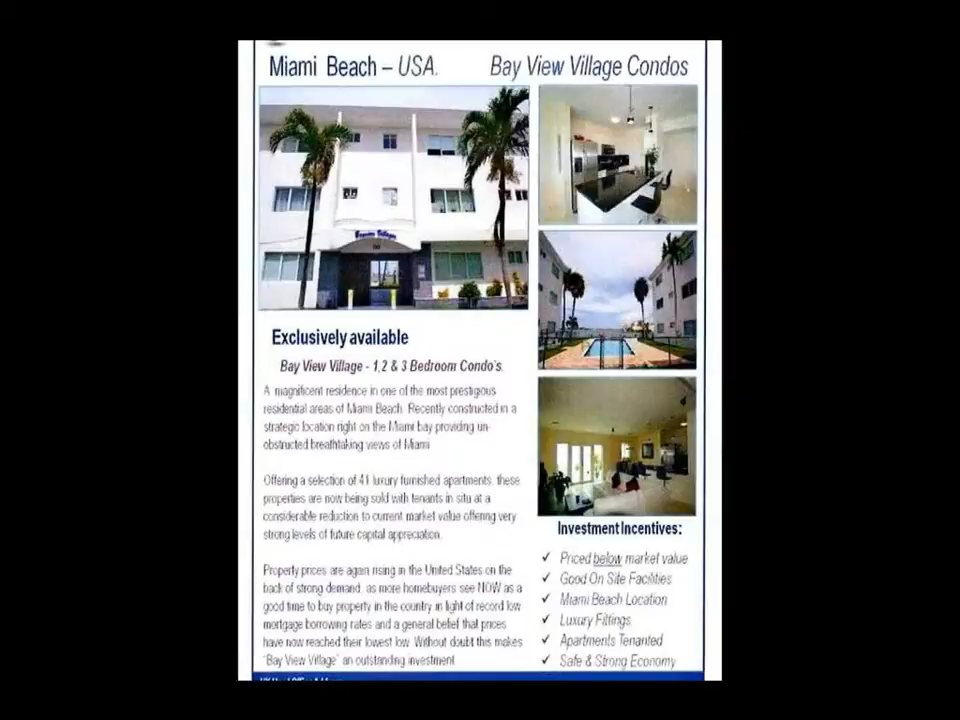 Miami Beach – USA.
Bay View Village Condos
Exclusively available
Bay View Village - 1,2 & 3 Bedroom Condo's.
A magnificent residence in one of the most prestigious
residential areas of Miami Beach. Recently constructed in a
strategic location right on the Miami bay providing un-
obstructed breathtaking views of Miami
Offering a selection of 41 luxury furnished apartments, these
properties are now being sold with tenants in situ at a
considerable reduction to current market value offering very
strong levels of future capital appreciation.
Property prices are again rising in the United States on the
back of strong demand, as more homebuyers see NOW as a
good time to buy property in the country in light of record low
mortgage borrowing rates and a general belief that prices
have now reached their lowest low. Without doubt this makes
"Bay View Village" an outstanding investment
Investment Incentives:
✓ Priced below market value
✓ Good On Site Facilities
✓ Miami Beach Location
✓ Luxury Fittings
✓ Apartments Tenanted
✓ Safe & Strong Economy